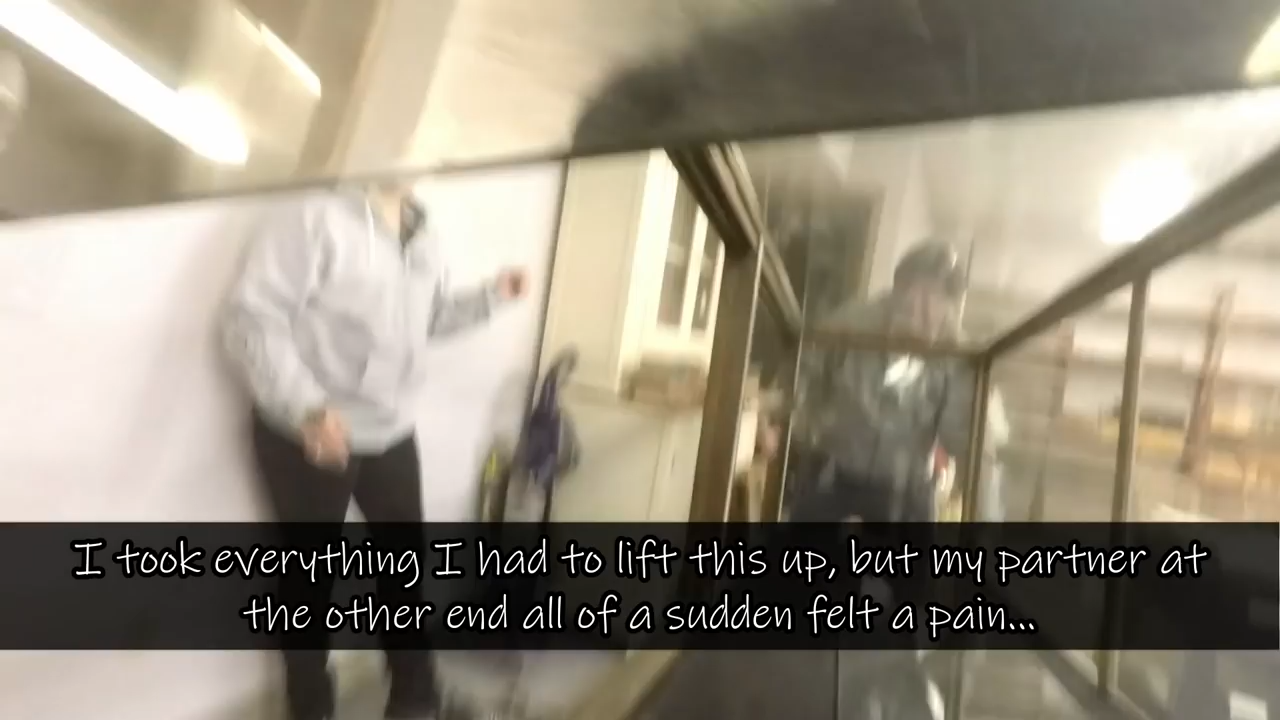 I took everything I had to lift this up, but my partner at
the other end all of a sudden felt a pain...